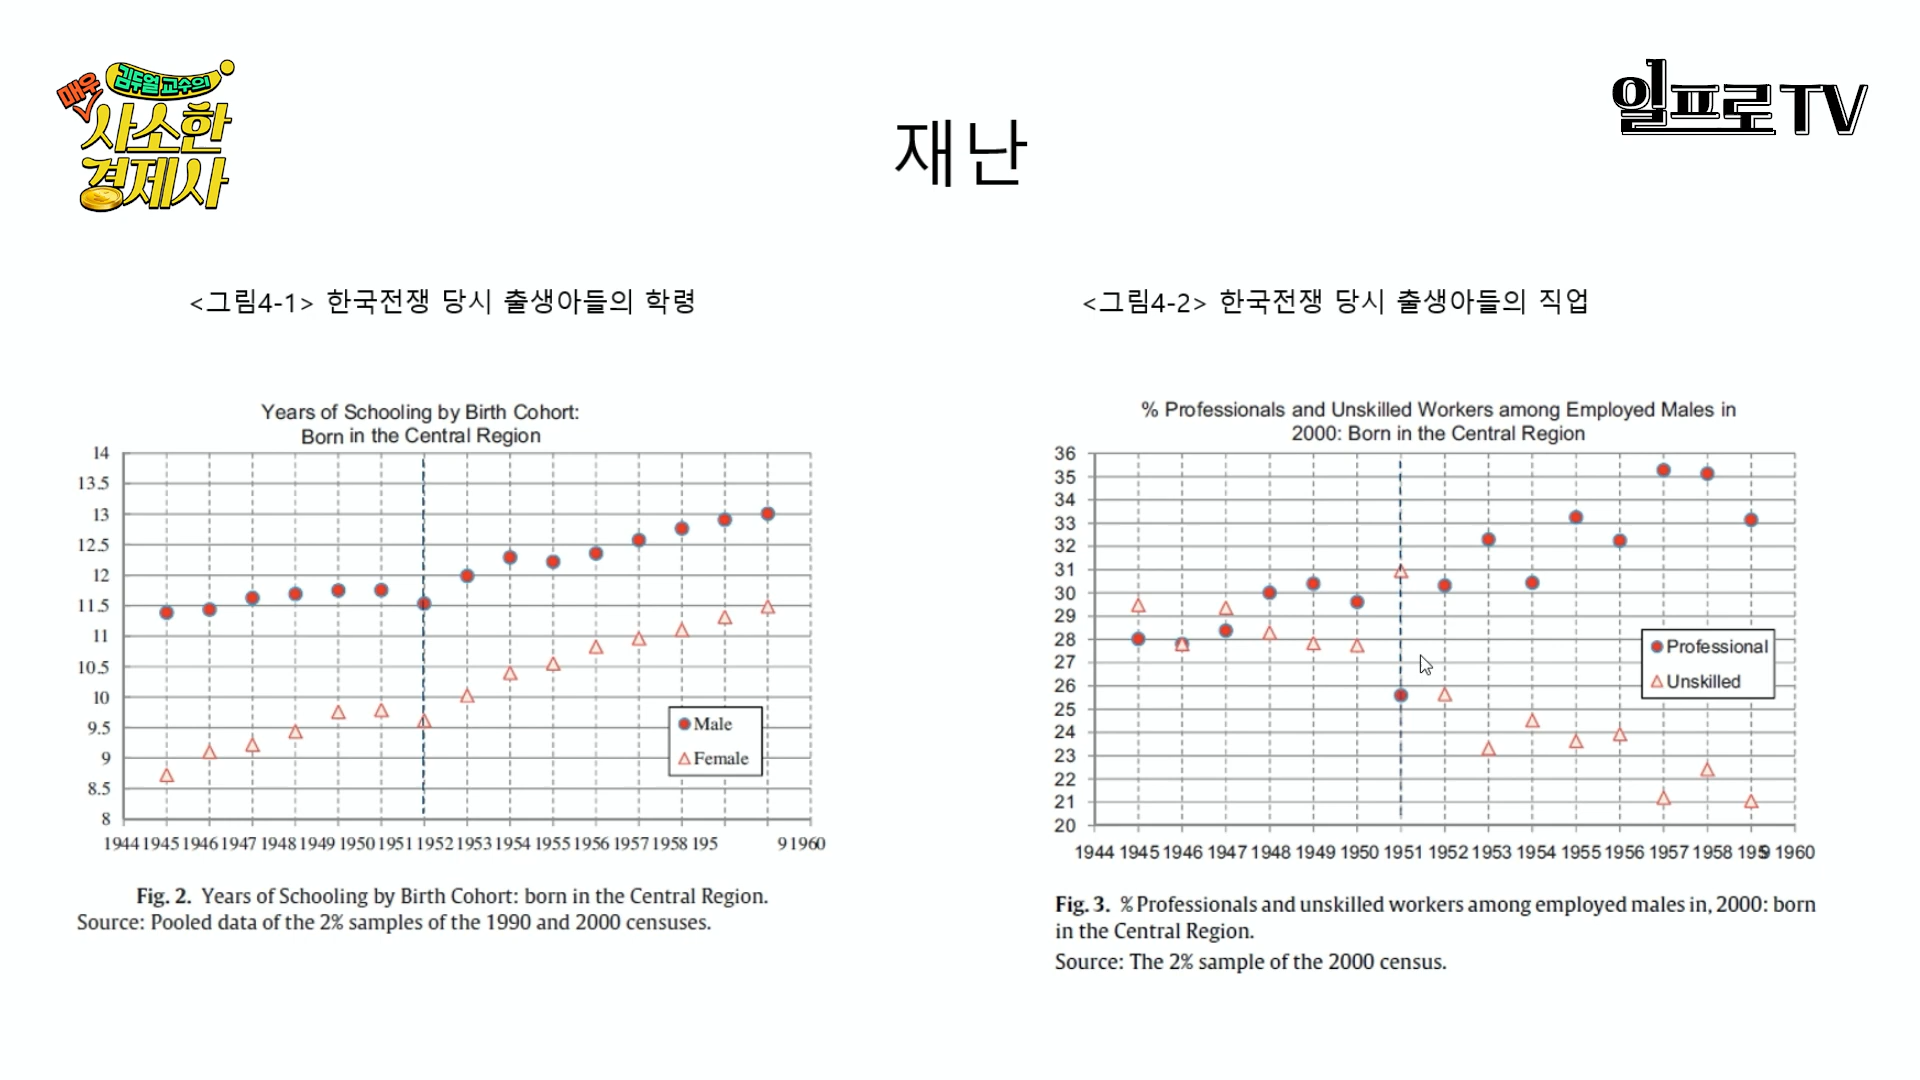 매우
김두얼 교수의
사소한
경제사
일프로TV
재난
<그림4-1> 한국전쟁 당시 출생아들의 학령
Years of Schooling by Birth Cohort:
Born in the Central Region
14
13.5
13
12.5
12
11.5
11
10.5
10
9.5
9
8.5
8
Male
Female
1944 1945 1946 1947 1948 1949 1950 1951 1952 1953 1954 1955 1956 1957 1958 195 9 1960
Fig. 2. Years of Schooling by Birth Cohort: born in the Central Region.
Source: Pooled data of the 2% samples of the 1990 and 2000 censuses.
<그림4-2> 한국전쟁 당시 출생아들의 직업
% Professionals and Unskilled Workers among Employed Males in
2000: Born in the Central Region
36
35
34
33
32
31
30
29
28
27
26
25
24
23
22
21
20
Professional
Unskilled
1944 1945 1946 1947 1948 1949 1950 1951 1952 1953 1954 1955 1956 1957 1958 1959 1960
Fig. 3. % Professionals and unskilled workers among employed males in, 2000: born
in the Central Region.
Source: The 2% sample of the 2000 census.